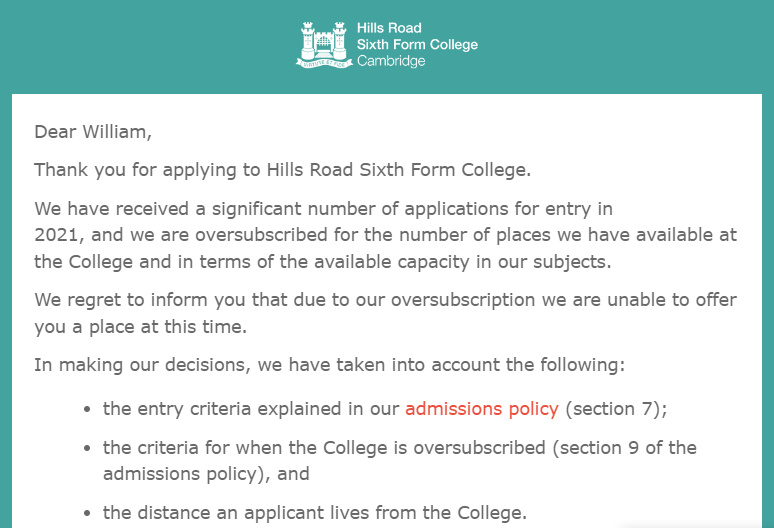 Hills Road
Sixth Form College
Cambridge
Dear William,
Thank you for applying to Hills Road Sixth Form College.
We have received a significant number of applications for entry in
2021, and we are oversubscribed for the number of places we have available at
the College and in terms of the available capacity in our subjects.
We regret to inform you that due to our oversubscription we are unable to offer
you a place at this time.
In making our decisions, we have taken into account the following:
• the entry criteria explained in our admissions policy (section 7);
• the criteria for when the College is oversubscribed (section 9 of the
admissions policy), and
• the distance an applicant lives from the College.